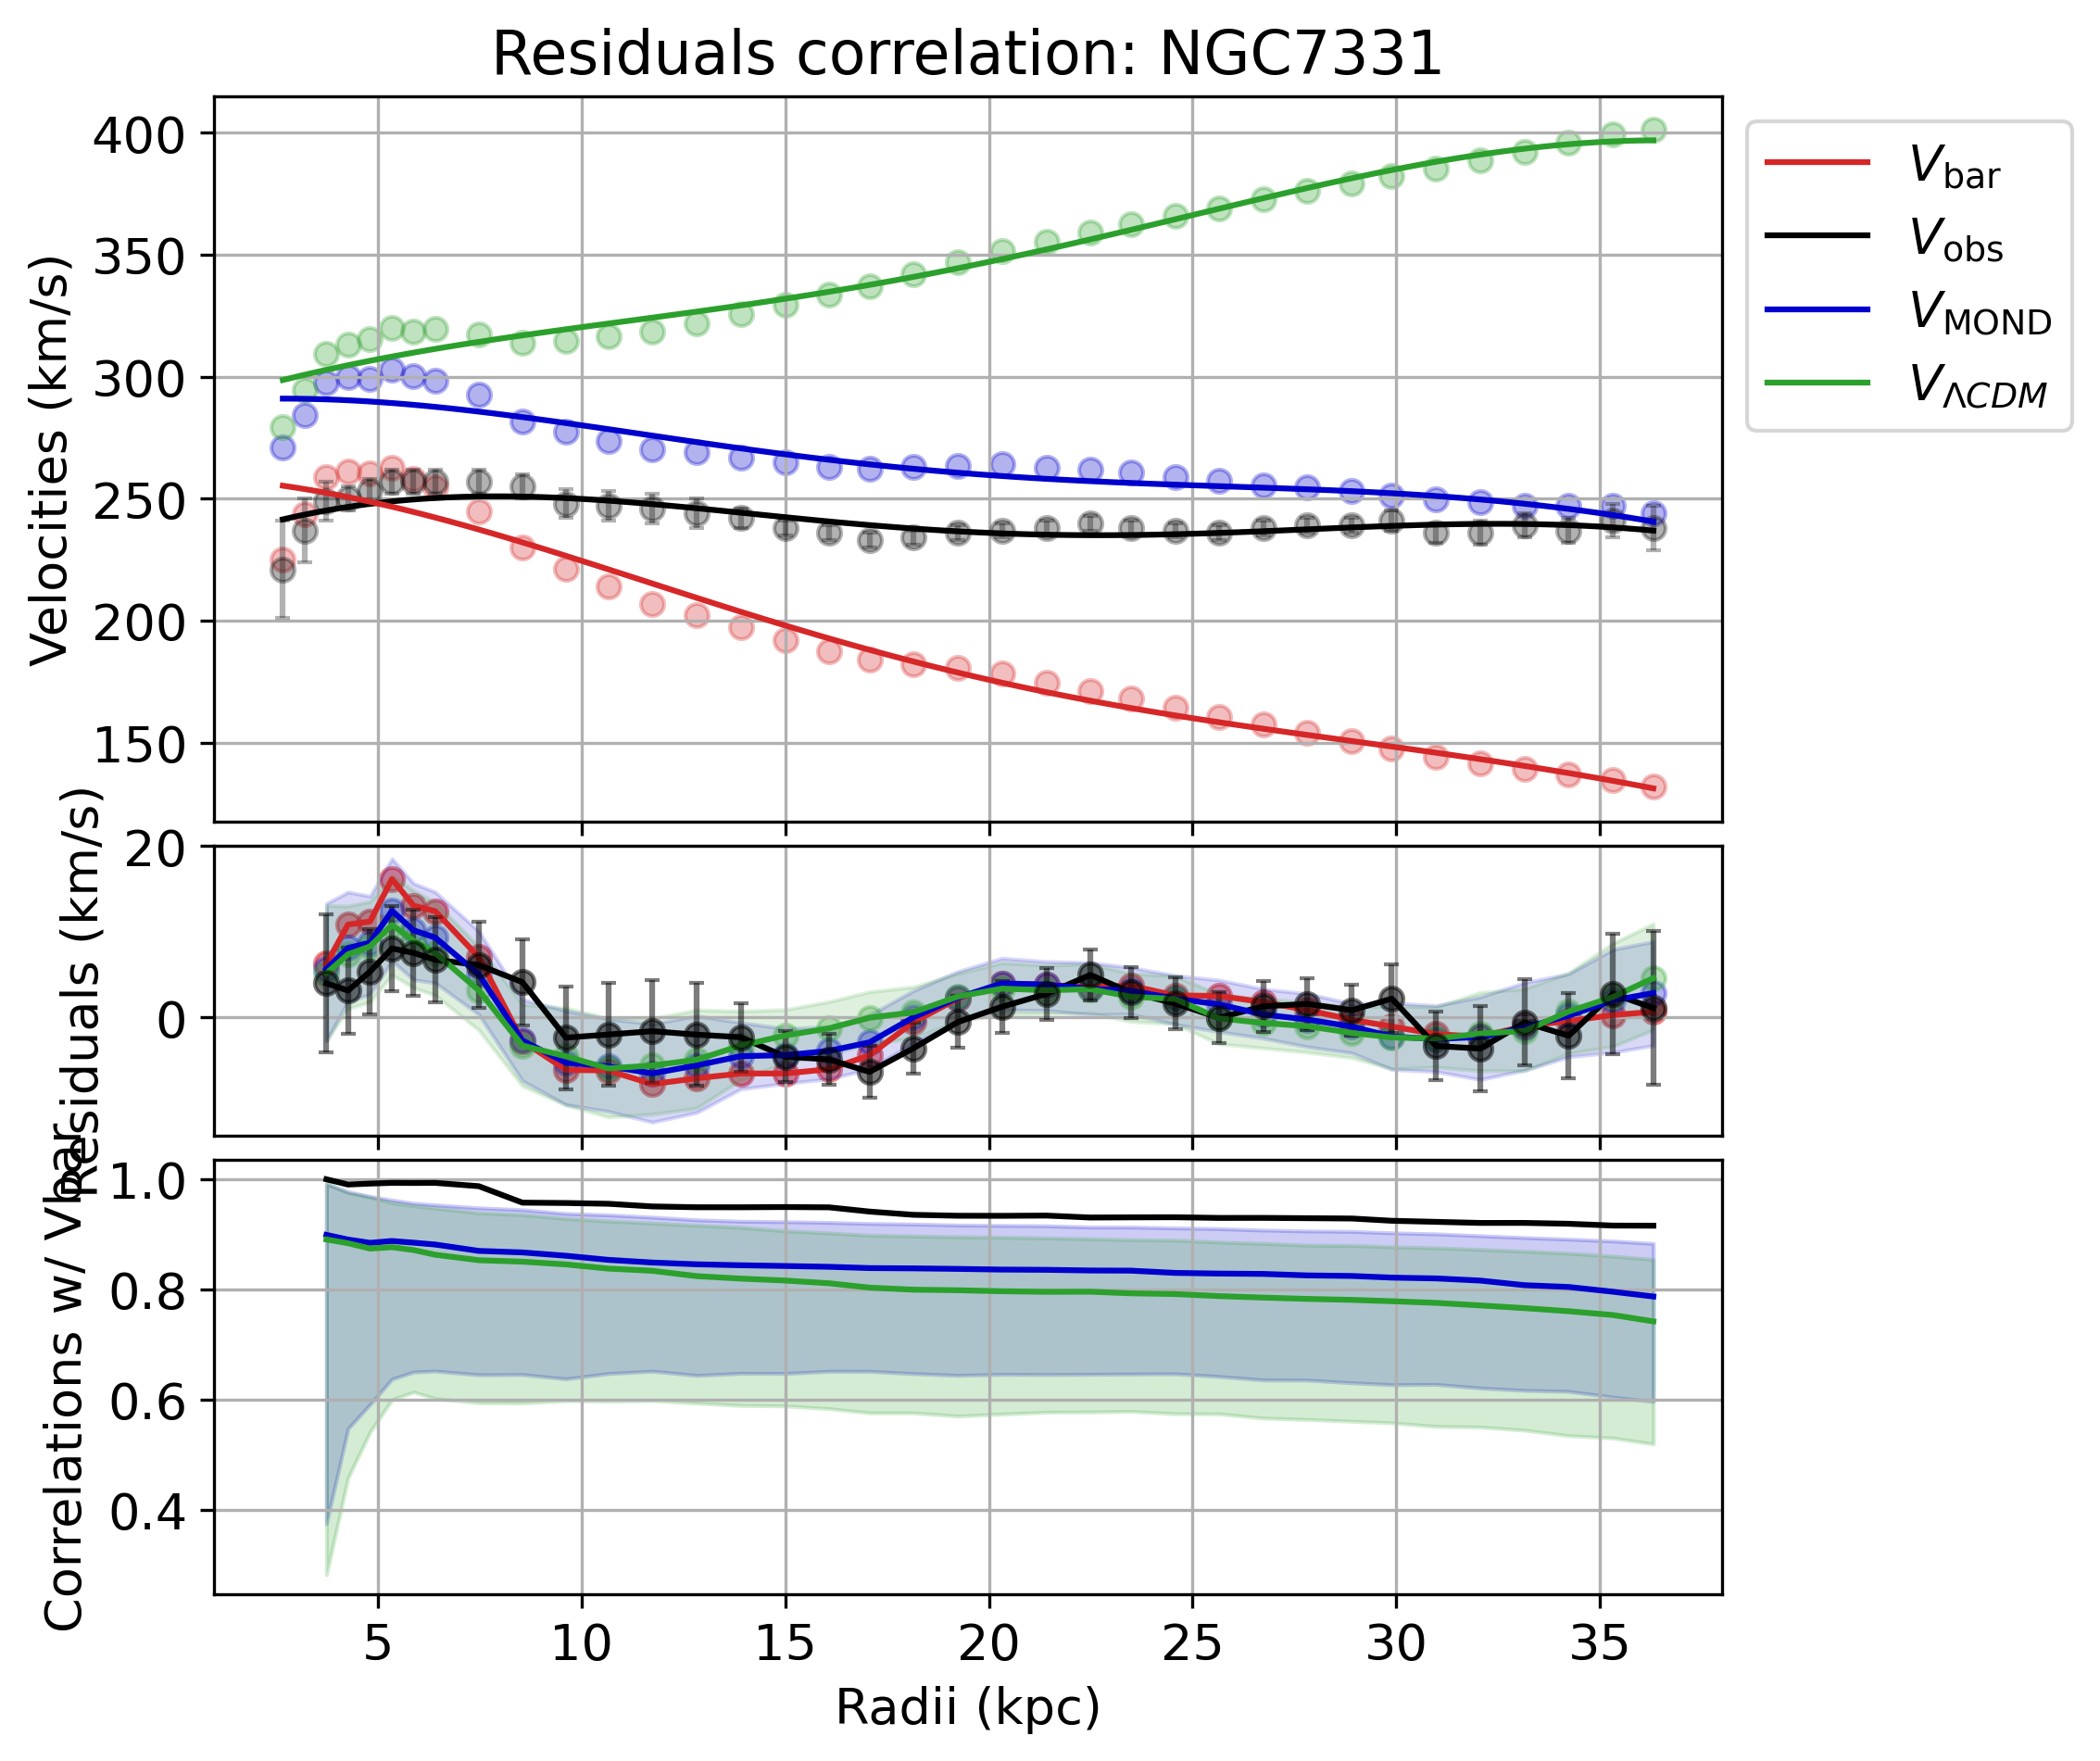 Residuals correlation: NGC7331
400
350
300
250
200
150
Velocities (km/s)
V_bar
V_obs
V_MOND
V_ΛCDM
20
0
Residuals (km/s)
1.0
0.8
0.6
0.4
Correlations w/ Vbar
5 10 15 20 25 30 35
Radii (kpc)